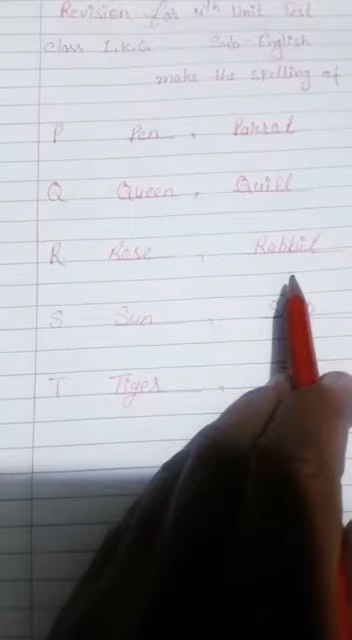 Revision for 4th Unit Test
Class L.K.G. Sub English
make the spelling of
P Pen , Parrot
Q Queen , Quill
R Rose , Rabbit
S Sun ,
T Tiger ,